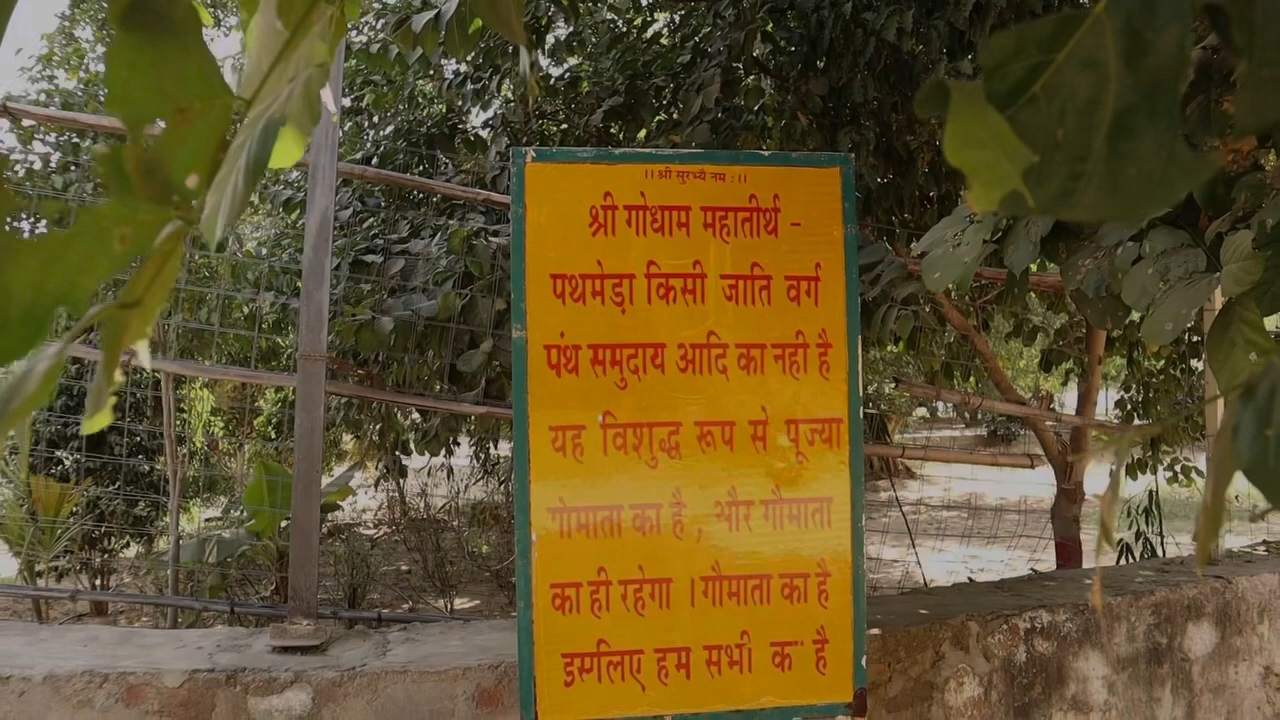 ।। श्री सुरभ्यै नम : ।।
श्री गोधाम महातीर्थ -
पथमेड़ा किसी जाति वर्ग
पंथ समुदाय आदि का नही है
यह विशुद्ध रूप से पूज्या
गोमाता का है , और गौमाता
का ही रहेगा । गौमाता का है
इसलिए हम सभी का है